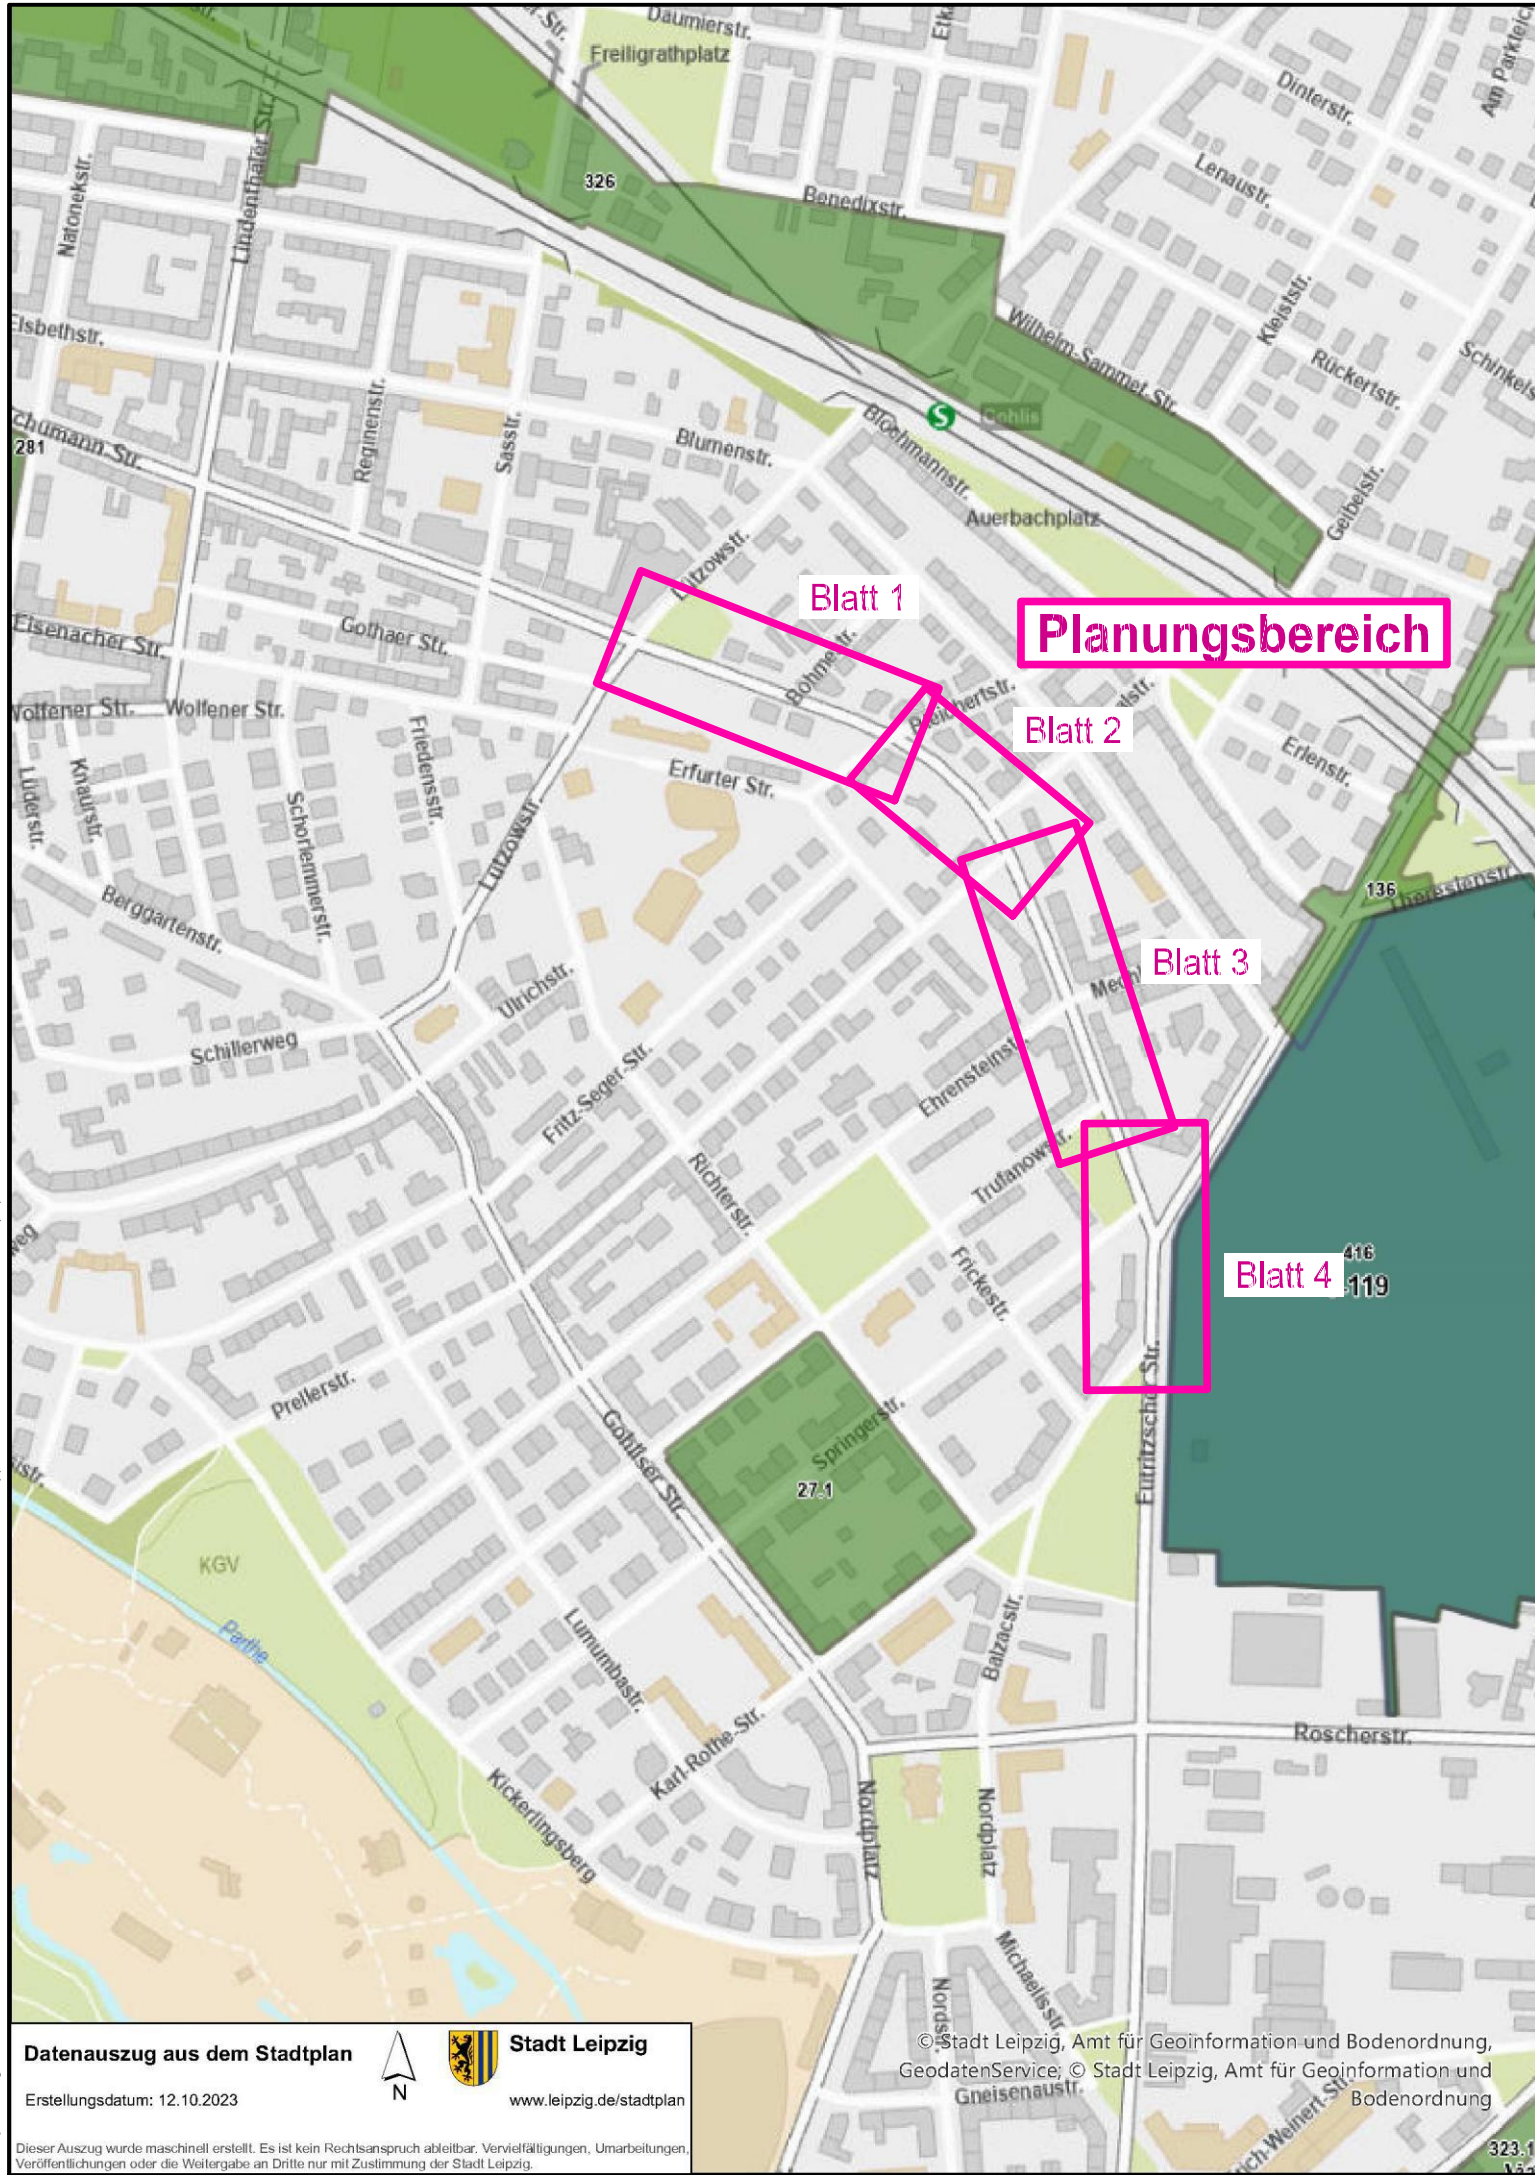 Daumierstr.
Freiligrathplatz
Dinterstr.
Lenaustr.
Benedixstr.
326
Natonekstr.
Lindenthaler Str.
Kleiststr.
Wilhelm-Sammet-Str.
Rückertstr.
Elsbethstr.
281
Reginenstr.
Sasstr.
Blumenstr.
Blochmannstr.
S
Gohlis
Auerbachplatz
Geibelstr.
Lützowstr.
Blatt 1
Planungsbereich
Eisenacher Str.
Gothaer Str.
Wolfener Str.
Friedensstr.
Blatt 2
Erlenstr.
Erfurter Str.
Lüderstr.
Knaurstr.
Schorlemmerstr.
Lützowstr.
136
Theresienstr.
Berggartenstr.
Blatt 3
Ulrichstr.
Schillerweg
Fritz-Seger-Str.
Ehrensteinstr.
Trufanowstr.
Richterstr.
Frickestr.
416
Blatt 4
119
Prellerstr.
Gohliser Str.
Springerstr.
Eutritzscher Str.
27.1
KGV
Parthe
Lumumbastr.
Balzacstr.
Karl-Rothe-Str.
Roscherstr.
Kickerlingsberg
Nordplatz
Nordplatz
Michaelisstr.
Gneisenaustr.
323.1
© Stadt Leipzig, Amt für Geoinformation und Bodenordnung,
GeodatenService; © Stadt Leipzig, Amt für Geoinformation und
Bodenordnung
Datenauszug aus dem Stadtplan
N
Stadt Leipzig
Erstellungsdatum: 12.10.2023
www.leipzig.de/stadtplan
Dieser Auszug wurde maschinell erstellt. Es ist kein Rechtsanspruch ableitbar. Vervielfältigungen, Umarbeitungen,
Veröffentlichungen oder die Weitergabe an Dritte nur mit Zustimmung der Stadt Leipzig.